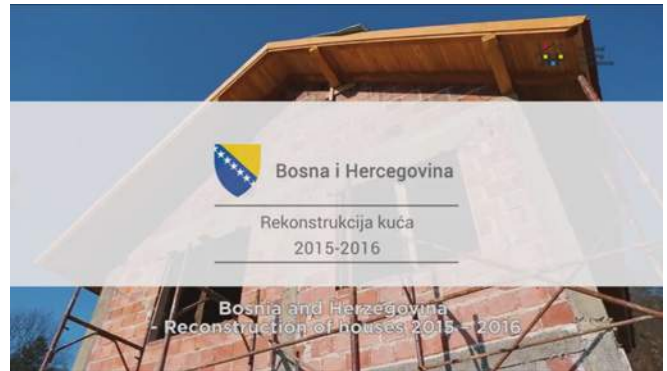 Bosna i Hercegovina
Rekonstrukcija kuća
2015-2016
Bosnia and Herzegovina
- Reconstruction of houses 2015 - 2016